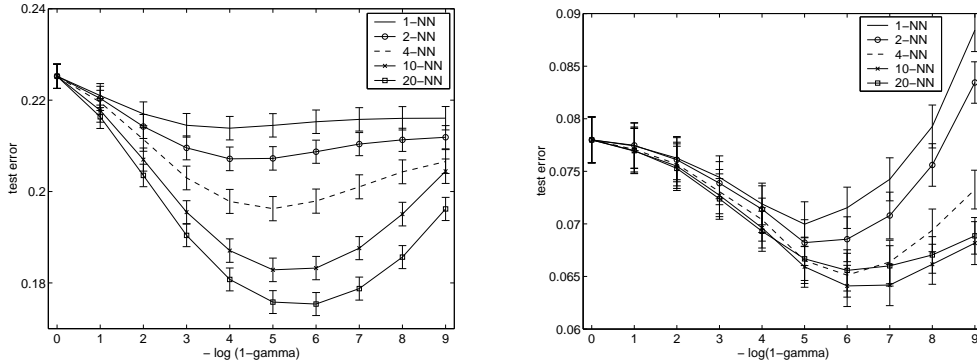 0.24
0.22
0.2
0.18
test error
0 1 2 3 4 5 6 7 8 9
− log (1−gamma)
1−NN
2−NN
4−NN
10−NN
20−NN
0.09
0.085
0.08
0.075
0.07
0.065
0.06
test error
0 1 2 3 4 5 6 7 8 9
− log(1−gamma)
1−NN
2−NN
4−NN
10−NN
20−NN